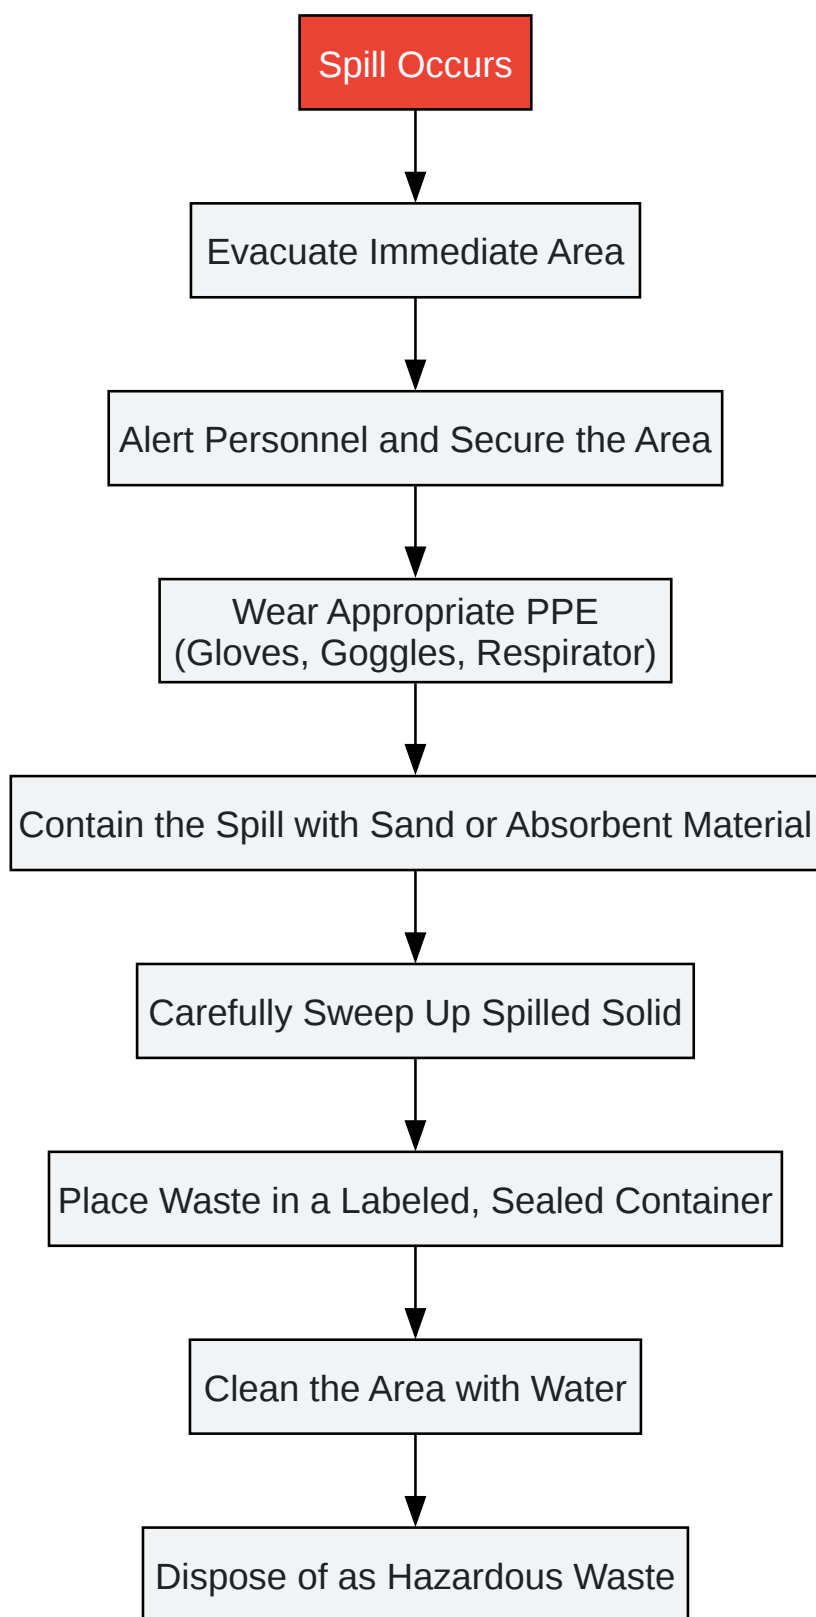 Spill Occurs
Evacuate Immediate Area
Alert Personnel and Secure the Area
Wear Appropriate PPE
(Gloves, Goggles, Respirator)
Contain the Spill with Sand or Absorbent Material
Carefully Sweep Up Spilled Solid
Place Waste in a Labeled, Sealed Container
Clean the Area with Water
Dispose of as Hazardous Waste